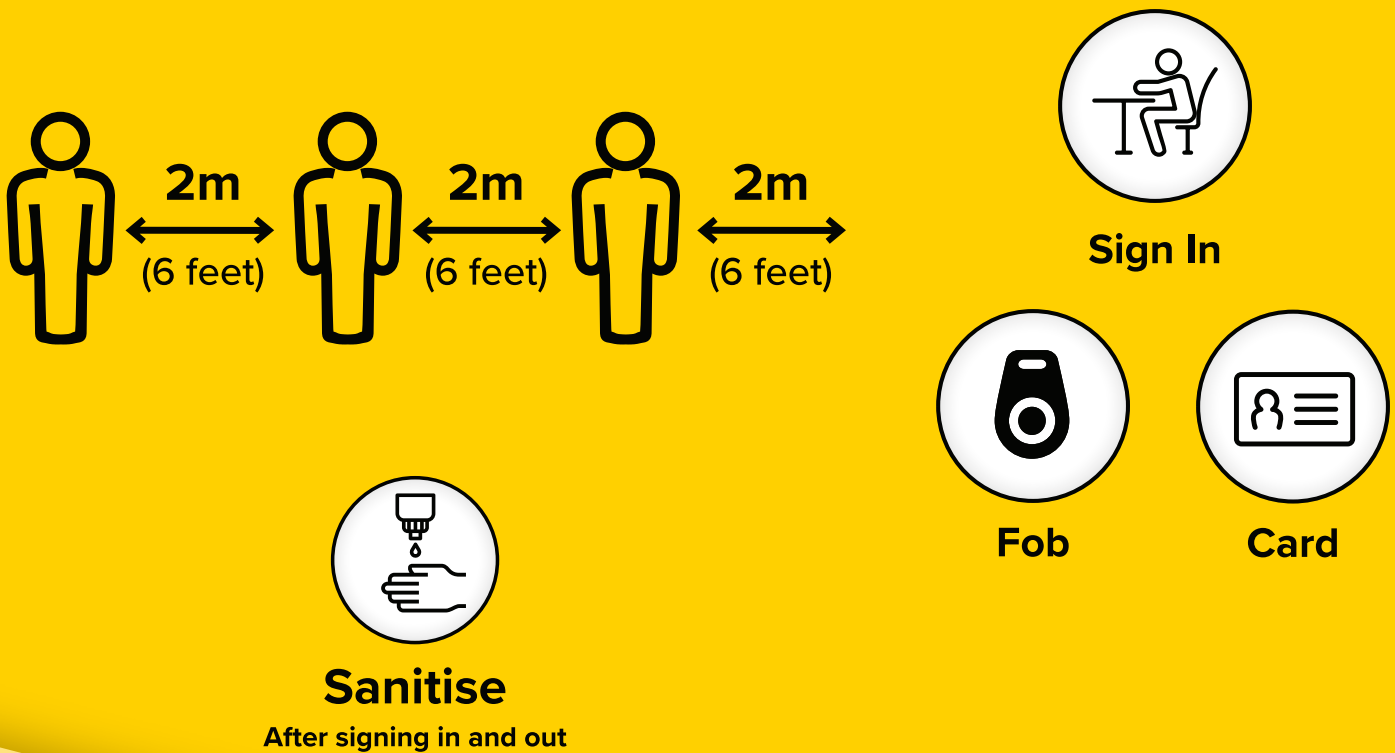 2m
2m
2m
(6 feet)
(6 feet)
(6 feet)
Sign In
Fob
Card
Sanitise
After signing in and out